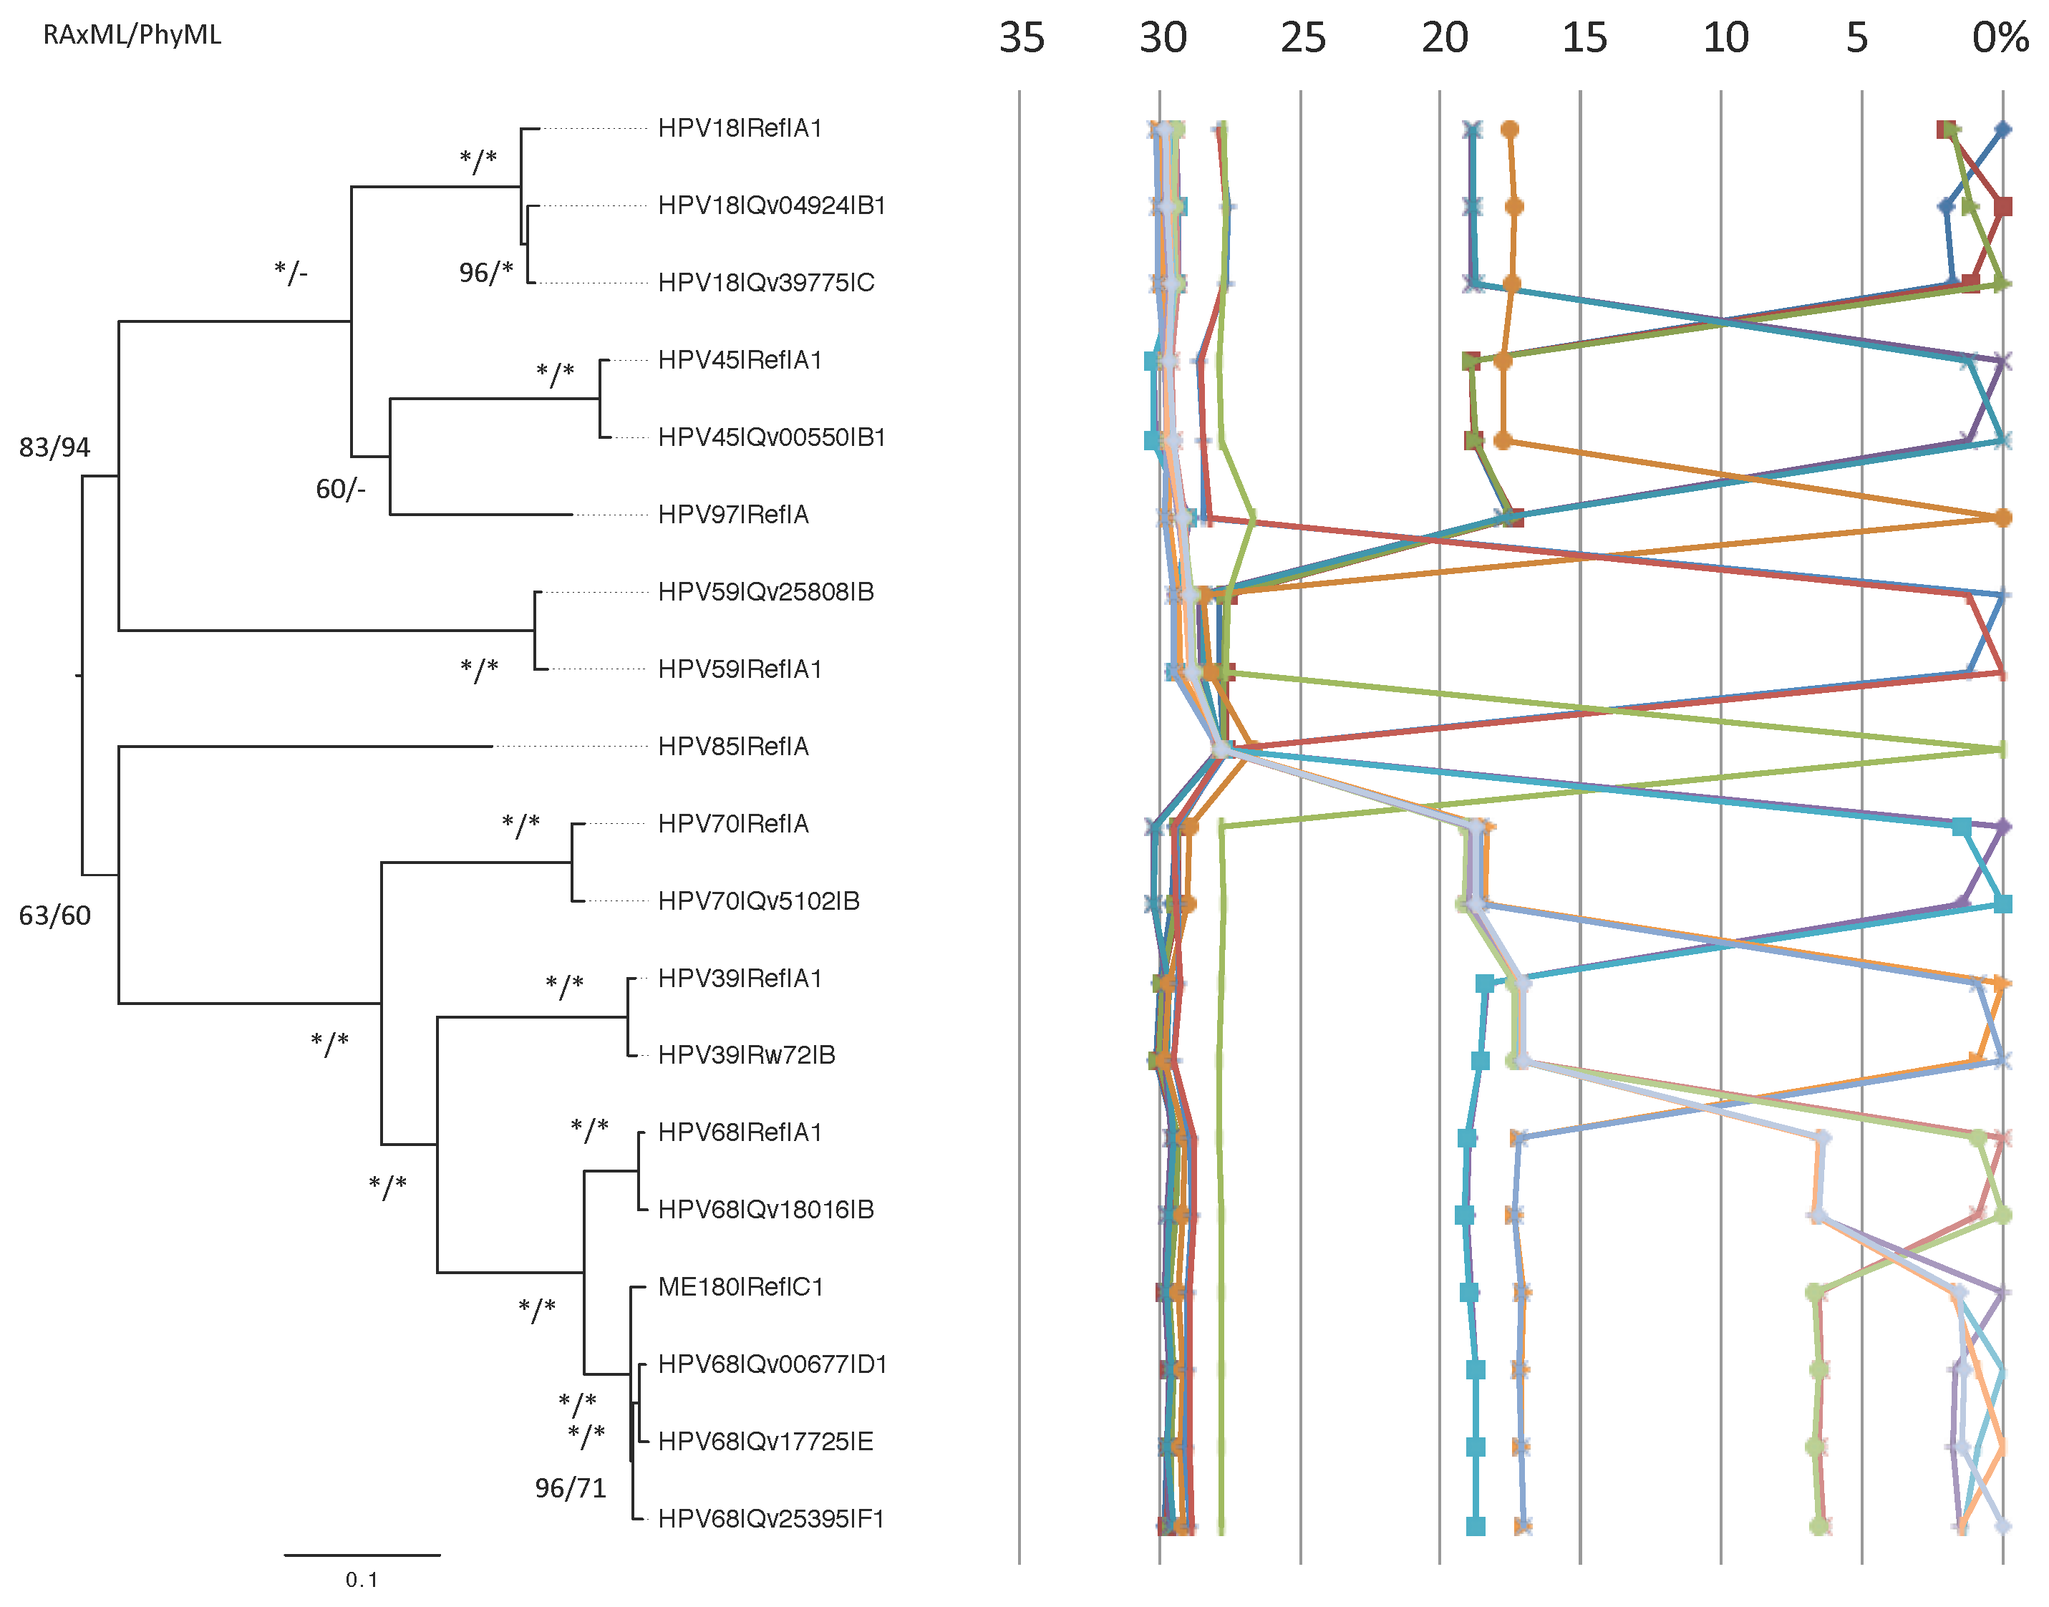 RAxML/PhyML 35 30 25 20 15 10 5 0%
HPV18|Ref|A1
*/*
HPV18|Qv04924|B1
*/- 96/* HPV18|Qv39775|C
HPV45|Ref|A1
*/*
83/94 HPV45|Qv00550|B1
60/-
HPV97|Ref|A
HPV59|Qv25808|B
*/* HPV59|Ref|A1
HPV85|Ref|A
*/* HPV70|Ref|A
63/60 HPV70|Qv5102|B
*/* HPV39|Ref|A1
*/* HPV39|Rw72|B
*/* HPV68|Ref|A1
*/*
HPV68|Qv18016|B
*/* ME180|Ref|C1
HPV68|Qv00677|D1
*/*
*/* HPV68|Qv17725|E
96/71
HPV68|Qv25395|F1
0.1